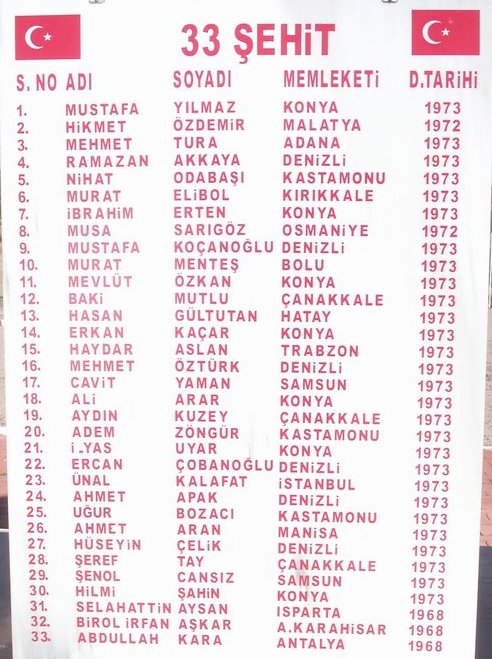 33 ŞEHİT
S. NO ADI SOYADI MEMLEKETİ D.TARİHİ
1. MUSTAFA YILMAZ KONYA 1973
2. HİKMET ÖZDEMİR MALATYA 1972
3. MEHMET TURA ADANA 1973
4. RAMAZAN AKKAYA DENİZLİ 1973
5. NİHAT ODABAŞI KASTAMONU 1973
6. MURAT ELİBOL KIRIKKALE 1973
7. İBRAHİM ERTEN KONYA 1973
8. MUSA SARIGÖZ OSMANİYE 1972
9. MUSTAFA KOÇANOĞLU DENİZLİ 1973
10. MURAT MENTEŞ BOLU 1973
11. MEVLÜT ÖZKAN KONYA 1973
12. BAKİ MUTLU ÇANAKKALE 1973
13. HASAN GÜLTUTAN HATAY 1973
14. ERKAN KAÇAR KONYA 1973
15. HAYDAR ASLAN TRABZON 1973
16. MEHMET ÖZTÜRK DENİZLİ 1973
17. CAVİT YAMAN SAMSUN 1973
18. ALİ ARAR KONYA 1973
19. AYDIN KUZEY ÇANAKKALE 1973
20. ADEM ZÖNGÜR KASTAMONU 1973
21. İLYAS UYAR KONYA 1973
22. ERCAN ÇOBANOĞLU DENİZLİ 1973
23. ÜNAL KALAFAT İSTANBUL 1973
24. AHMET APAK DENİZLİ 1973
25. UĞUR BOZACI KASTAMONU 1973
26. AHMET ARAN MANİSA 1973
27. HÜSEYİN ÇELİK DENİZLİ 1973
28. ŞEREF TAY ÇANAKKALE 1973
29. ŞENOL CANSIZ SAMSUN 1973
30. HİLMİ ŞAHİN KONYA 1973
31. SELAHATTİN AYSAN ISPARTA 1968
32. BİROL İRFAN AŞKAR A.KARAHİSAR 1968
33. ABDULLAH KARA ANTALYA 1968